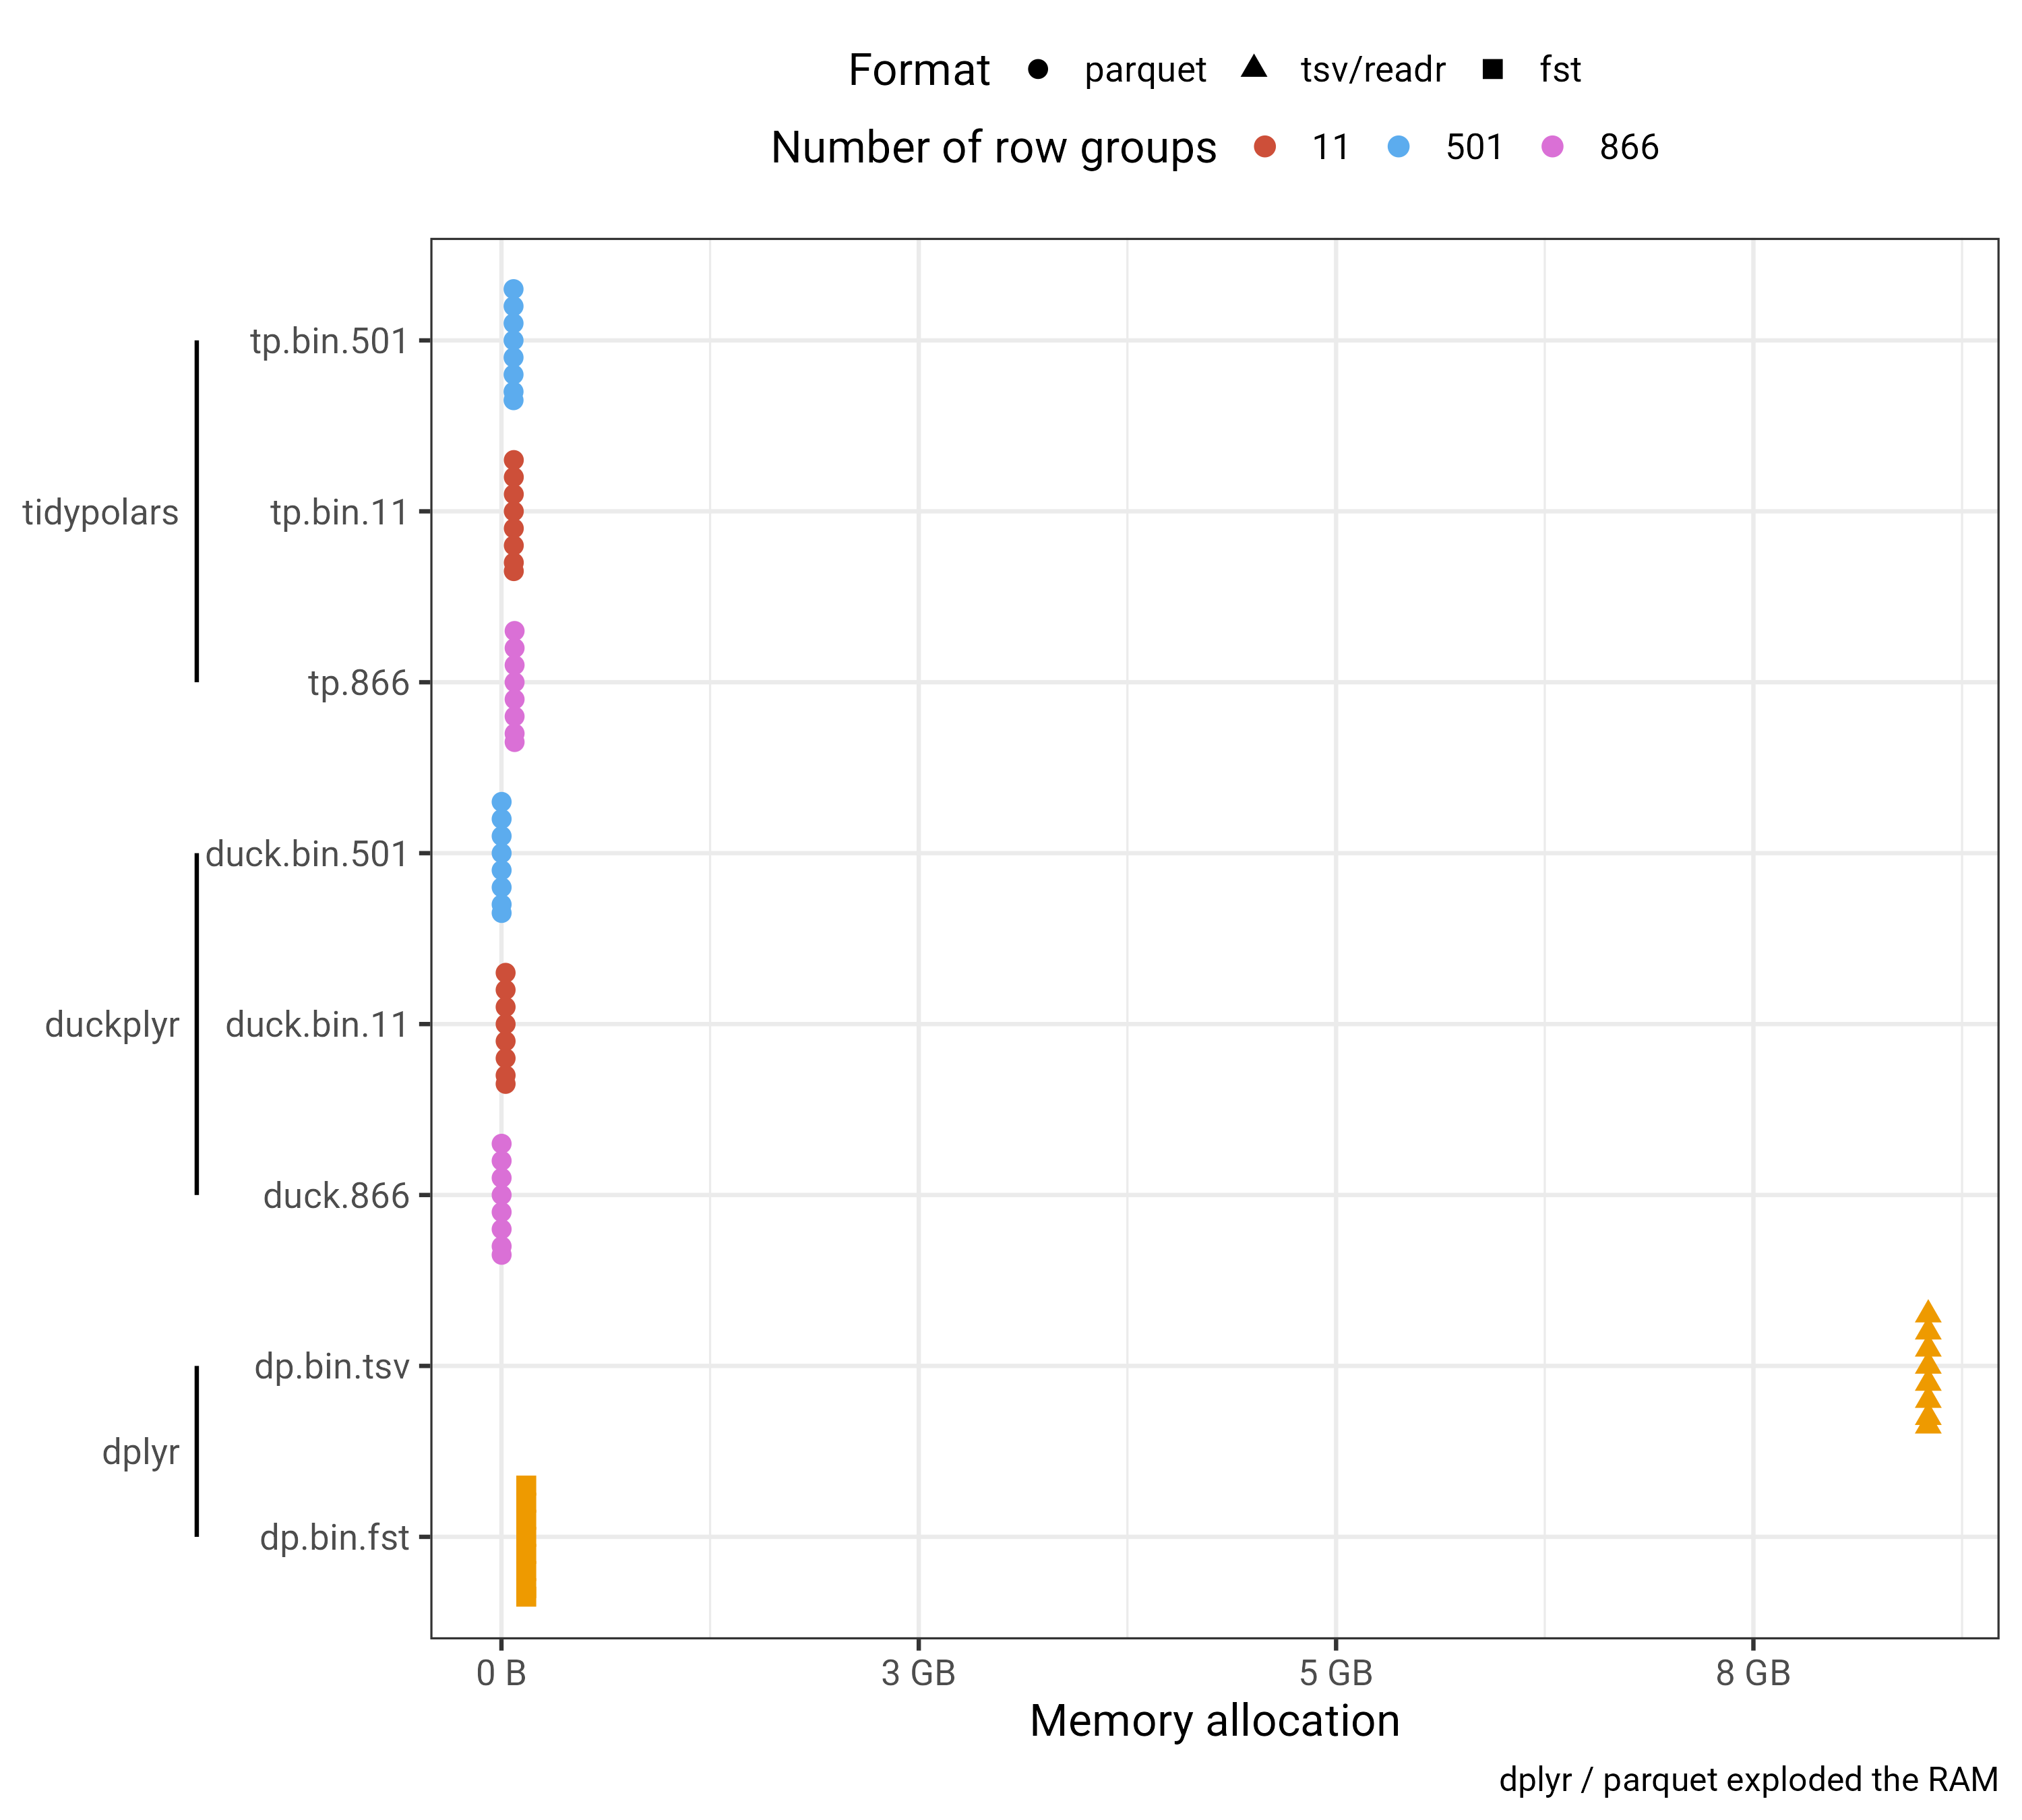 Format parquet tsv/readr fst
Number of row groups 11 501 866
tp.bin.501
tidypolars tp.bin.11
tp.866
duck.bin.501
duckplyr duck.bin.11
duck.866
dp.bin.tsv
dplyr
dp.bin.fst
0 B 3 GB 5 GB 8 GB
Memory allocation
dplyr / parquet exploded the RAM